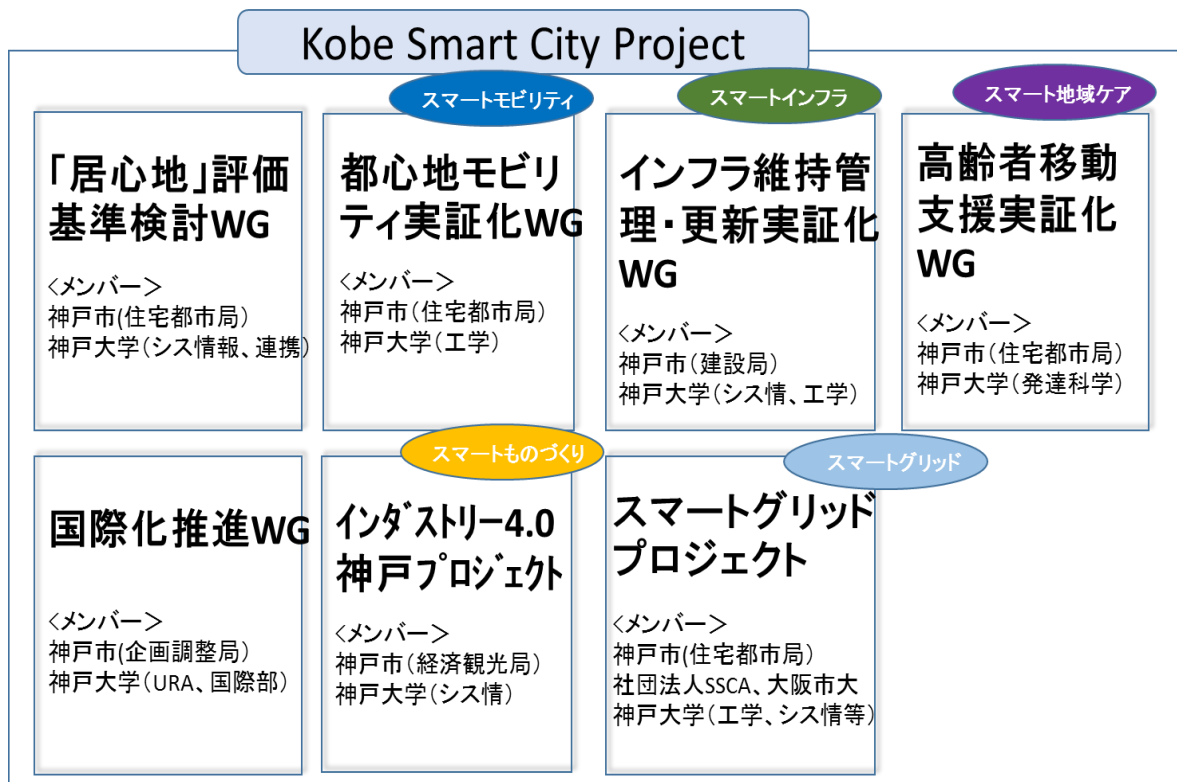 Kobe Smart City Project
「居心地」評価
基準検討WG
<メンバー>
神戸市(住宅都市局)
神戸大学(シス情報、連携)
スマートモビリティ
都心地モビリ
ティ実証化WG
<メンバー>
神戸市(住宅都市局)
神戸大学(工学)
スマートインフラ
インフラ維持管
理・更新実証化
WG
<メンバー>
神戸市(建設局)
神戸大学(シス情、工学)
スマート地域ケア
高齢者移動
支援実証化
WG
<メンバー>
神戸市(住宅都市局)
神戸大学(発達科学)
国際化推進WG
<メンバー>
神戸市(企画調整局)
神戸大学(URA、国際部)
スマートものづくり
インダストリー4.0
神戸プロジェクト
<メンバー>
神戸市(経済観光局)
神戸大学(シス情)
スマートグリッド
スマートグリッド
プロジェクト
<メンバー>
神戸市(住宅都市局)
社団法人SSCA、大阪市大
神戸大学(工学、シス情等)